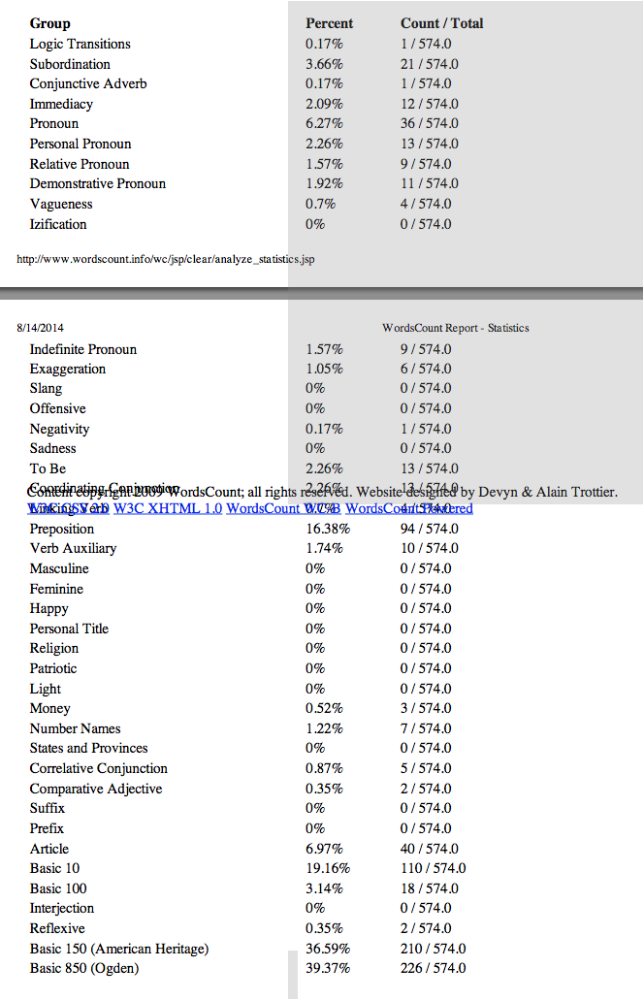 Group Percent Count / Total
Logic Transitions 0.17% 1 / 574.0
Subordination 3.66% 21 / 574.0
Conjunctive Adverb 0.17% 1 / 574.0
Immediacy 2.09% 12 / 574.0
Pronoun 6.27% 36 / 574.0
Personal Pronoun 2.26% 13 / 574.0
Relative Pronoun 1.57% 9 / 574.0
Demonstrative Pronoun 1.92% 11 / 574.0
Vagueness 0.7% 4 / 574.0
Izification 0% 0 / 574.0
http://www.wordscount.info/wc/jsp/clear/analyze_statistics.jsp
8/14/2014 WordsCount Report - Statistics
Indefinite Pronoun 1.57% 9 / 574.0
Exaggeration 1.05% 6 / 574.0
Slang 0% 0 / 574.0
Offensive 0% 0 / 574.0
Negativity 0.17% 1 / 574.0
Sadness 0% 0 / 574.0
To Be 2.26% 13 / 574.0
Coordinating Conjunction 2.26% 13 / 574.0
Content copyright 2009 WordsCount; all rights reserved. Website designed by Devyn & Alain Trottier.
Linking Verb 0.7% 4 / 574.0
W3C CSS 2.0 W3C XHTML 1.0 WordsCount WCAB WordsCount Powered
Preposition 16.38% 94 / 574.0
Verb Auxiliary 1.74% 10 / 574.0
Masculine 0% 0 / 574.0
Feminine 0% 0 / 574.0
Happy 0% 0 / 574.0
Personal Title 0% 0 / 574.0
Religion 0% 0 / 574.0
Patriotic 0% 0 / 574.0
Light 0% 0 / 574.0
Money 0.52% 3 / 574.0
Number Names 1.22% 7 / 574.0
States and Provinces 0% 0 / 574.0
Correlative Conjunction 0.87% 5 / 574.0
Comparative Adjective 0.35% 2 / 574.0
Suffix 0% 0 / 574.0
Prefix 0% 0 / 574.0
Article 6.97% 40 / 574.0
Basic 10 19.16% 110 / 574.0
Basic 100 3.14% 18 / 574.0
Interjection 0% 0 / 574.0
Reflexive 0.35% 2 / 574.0
Basic 150 (American Heritage) 36.59% 210 / 574.0
Basic 850 (Ogden) 39.37% 226 / 574.0